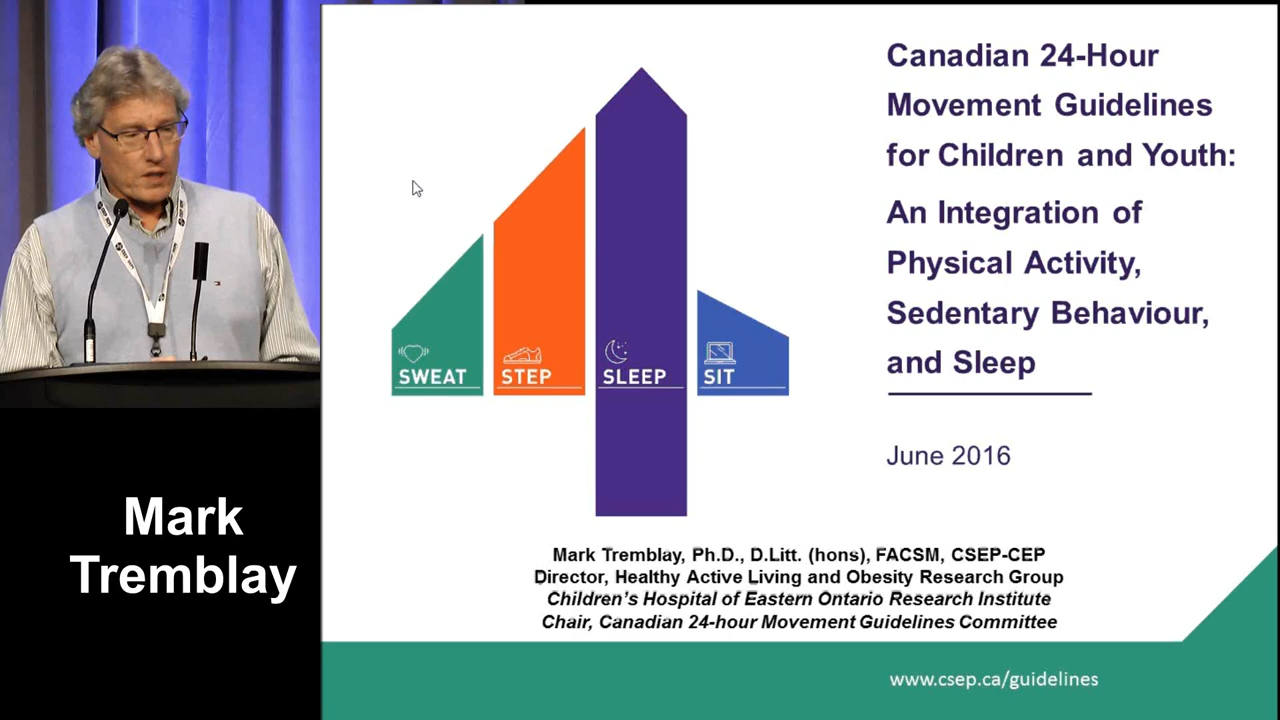 Canadian 24-Hour
Movement Guidelines
for Children and Youth:
An Integration of
Physical Activity,
Sedentary Behaviour,
and Sleep
June 2016
SWEAT
STEP
SLEEP
SIT
Mark
Tremblay
Mark Tremblay, Ph.D., D.Litt. (hons), FACSM, CSEP-CEP
Director, Healthy Active Living and Obesity Research Group
Children's Hospital of Eastern Ontario Research Institute
Chair, Canadian 24-hour Movement Guidelines Committee
www.csep.ca/guidelines